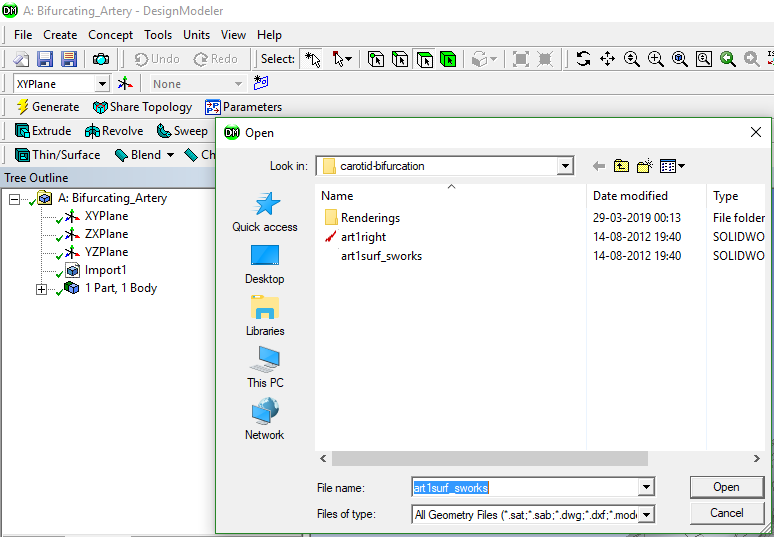 DM A: Bifurcating_Artery - DesignModeler
File Create Concept Tools Units View Help
Undo Redo Select:
XYPlane None
Generate Share Topology Parameters
Extrude Revolve Sweep
Thin/Surface Blend Ch
Tree Outline
A: Bifurcating_Artery
XYPlane
ZXPlane
YZPlane
Import1
1 Part, 1 Body
DM Open
Look in: carotid-bifurcation
Name Date modified Type
Renderings 29-03-2019 00:13 File folder
art1right 14-08-2012 19:40 SOLIDWO
art1surf_sworks 14-08-2012 19:40 SOLIDWO
Quick access
Desktop
Libraries
This PC
Network
File name: art1surf_sworks Open
Files of type: All Geometry Files (*.sat;*.sab;*.dwg;*.dxf;*.mode Cancel